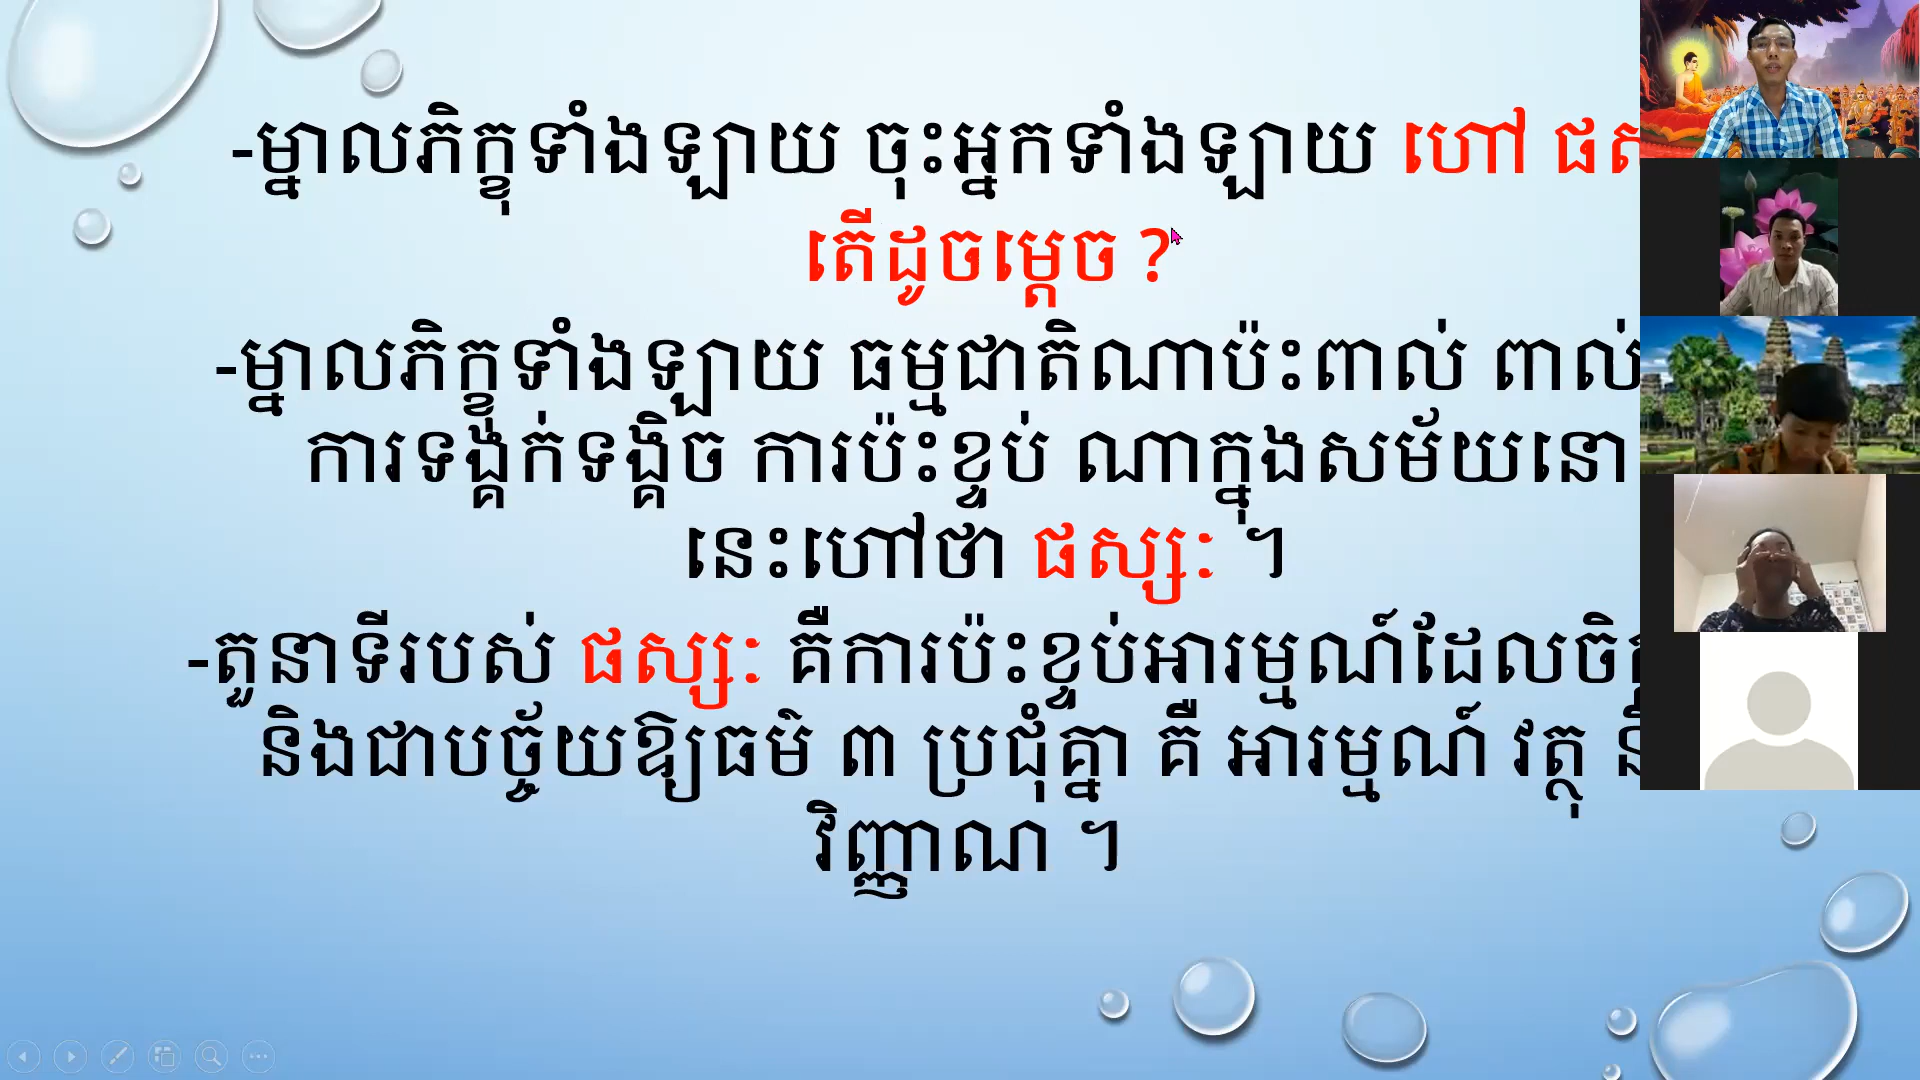 -ម្នាលភិក្ខុទាំងឡាយ ចុះអ្នកទាំងឡាយ ហៅ
តើដូចម្ដេច ?
-ម្នាលភិក្ខុទាំងឡាយ ធម្មជាតិណាប៉ះពាល់ ពាល់
ការទង្គក់ទង្គិច ការប៉ះខ្ទប់ ណាក្នុងសម័យនោ
នេះហៅថា ផស្សៈ ។
-តួនាទីរបស់ ផស្សៈ គឺការប៉ះខ្ទប់អារម្មណ៍ដែល
និងជាបច្ច័យឱ្យធម៌ ៣ ប្រជុំគ្នា គឺ អារម្មណ៍ វត្ថុ
វិញ្ញាណ ។